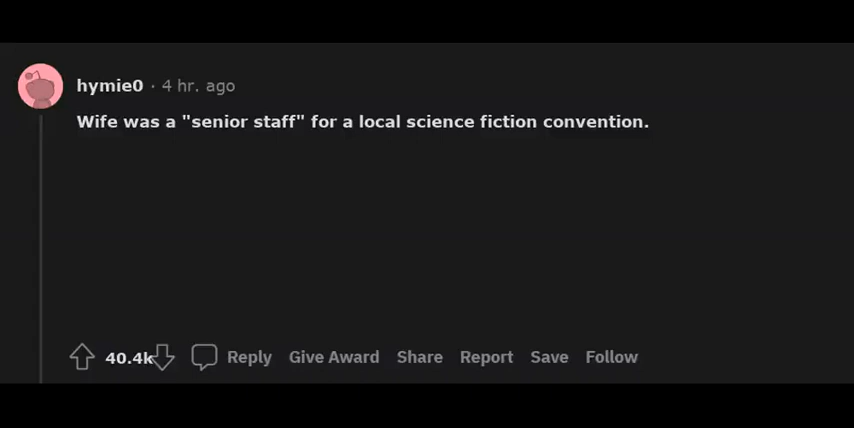 hymie0 · 4 hr. ago
Wife was a "senior staff" for a local science fiction convention.
40.4k Reply Give Award Share Report Save Follow